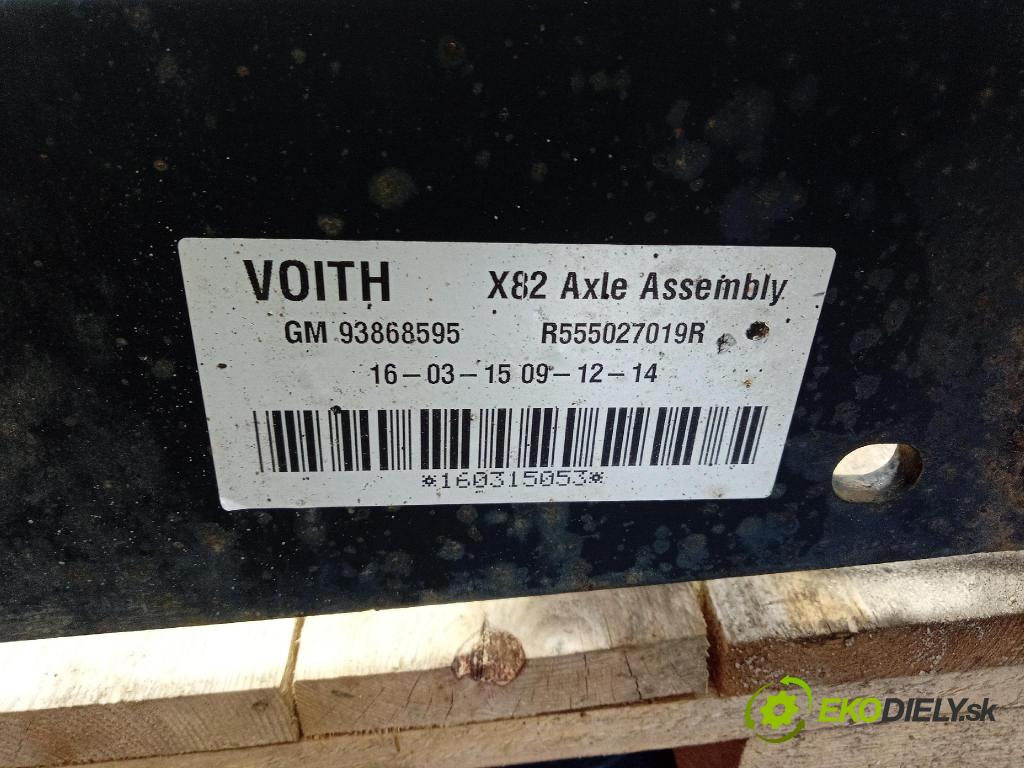 VOITH X82 Axle Assembly
GM 93868595 R555027019R
16-03-15 09-12-14
*160315053*
EKODIELY.sk